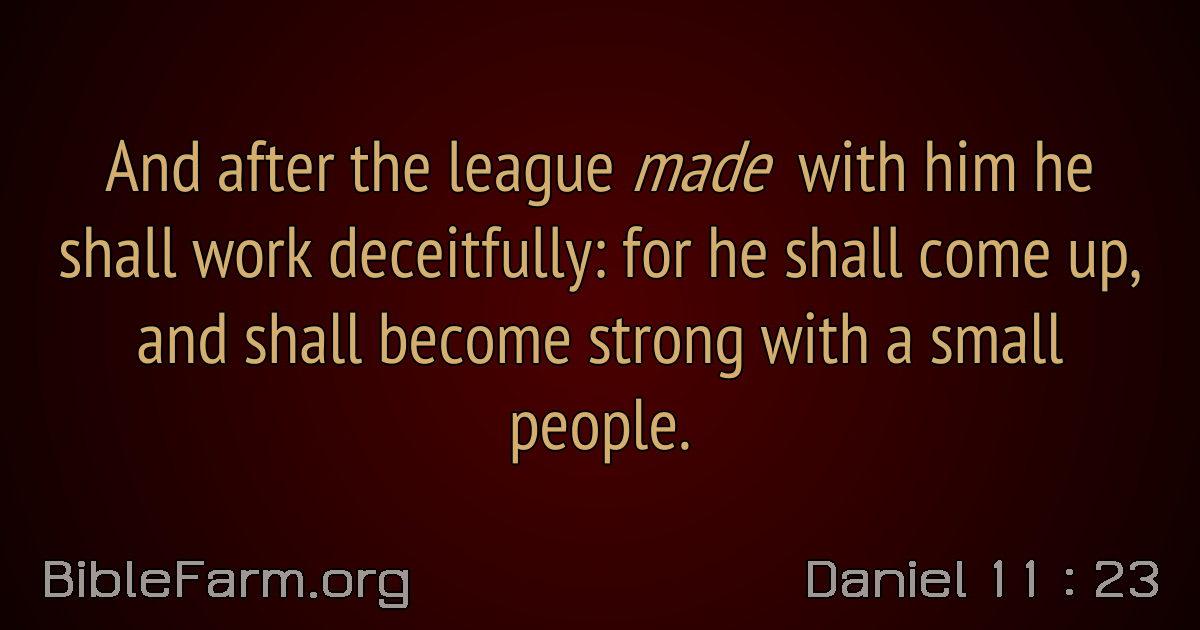 And after the league made with him he
shall work deceitfully: for he shall come up,
and shall become strong with a small
people.
BibleFarm.org
Daniel 11 : 23